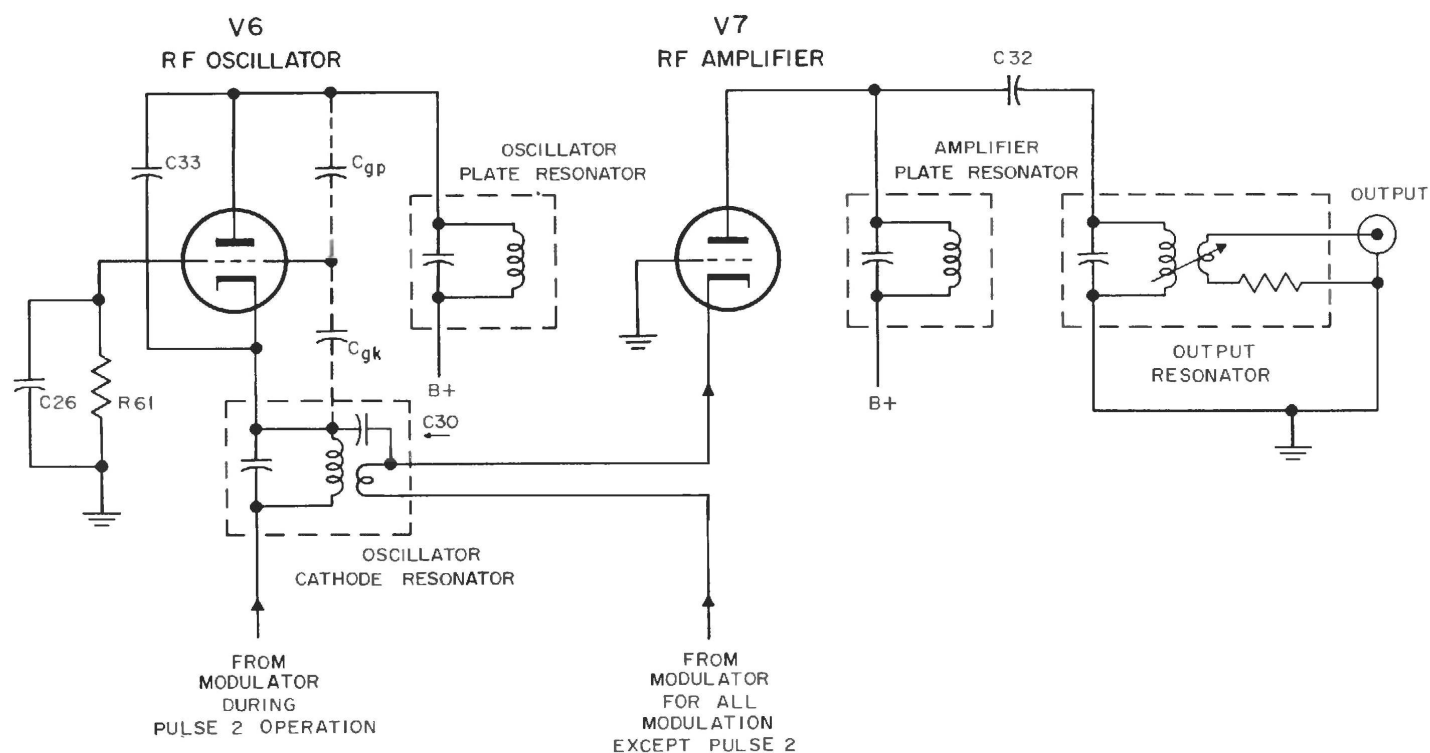 V6
RF OSCILLATOR
V7
RF AMPLIFIER
C32
C33
Cgp
OSCILLATOR
PLATE RESONATOR
AMPLIFIER
PLATE RESONATOR
OUTPUT
Cgk
C26
R61
B+
C30
B+
OUTPUT
RESONATOR
OSCILLATOR
CATHODE RESONATOR
FROM
MODULATOR
DURING
PULSE 2 OPERATION
FROM
MODULATOR
FOR ALL
MODULATION
EXCEPT PULSE 2